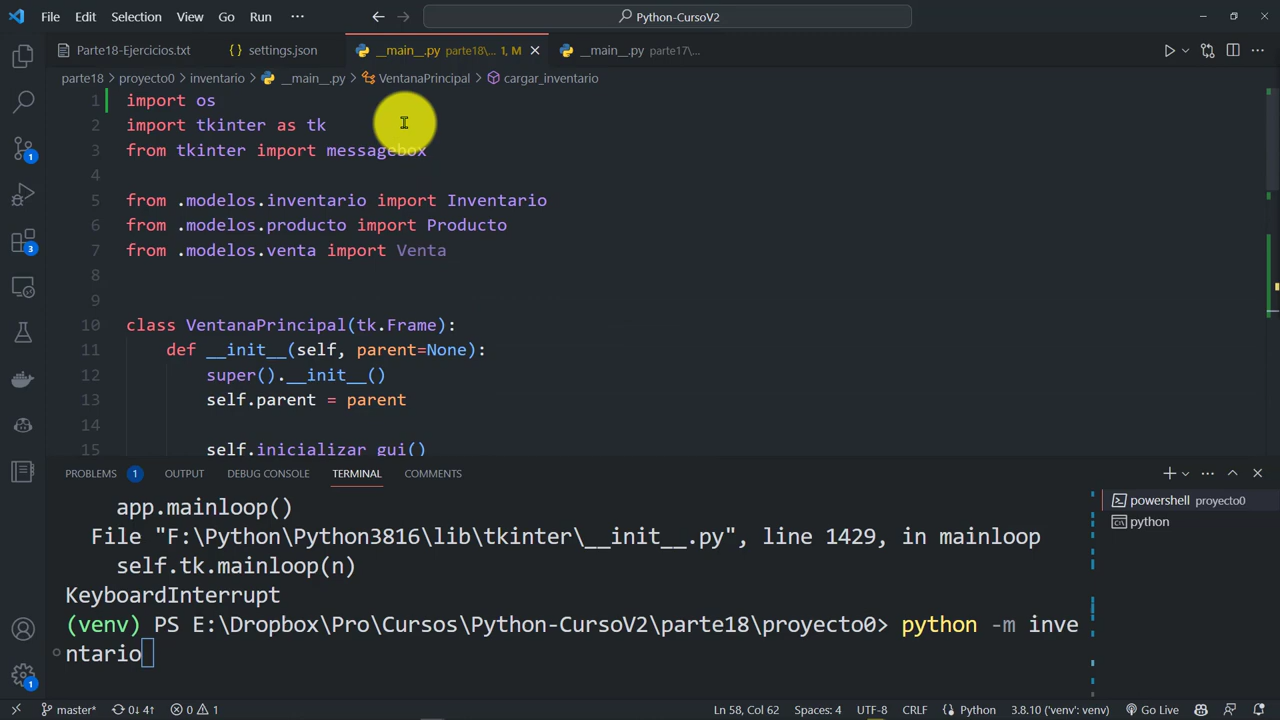 File Edit Selection View Go Run ··· Python-CursoV2
Parte18-Ejercicios.txt {} settings.json __main__.py parte18\... 1, M __main__.py parte17\...
parte18 > proyecto0 > inventario > __main__.py > VentanaPrincipal > cargar_inventario
1 import os
2 import tkinter as tk
3 from tkinter import messagebox
4
5 from .modelos.inventario import Inventario
6 from .modelos.producto import Producto
7 from .modelos.venta import Venta
8
9
10 class VentanaPrincipal(tk.Frame):
11 def __init__(self, parent=None):
12 super().__init__()
13 self.parent = parent
14
15 self.inicializar_gui()
PROBLEMS 1 OUTPUT DEBUG CONSOLE TERMINAL COMMENTS
app.mainloop()
File "F:\Python\Python3816\lib\tkinter\__init__.py", line 1429, in mainloop
self.tk.mainloop(n)
KeyboardInterrupt
(venv) PS E:\Dropbox\Pro\Cursos\Python-CursoV2\parte18\proyecto0> python -m inve
ntario
powershell proyecto0
python
1
3
1
master* 0↓ 4↑ 0 1 Ln 58, Col 62 Spaces: 4 UTF-8 CRLF {} Python 3.8.10 ('venv': venv) Go Live